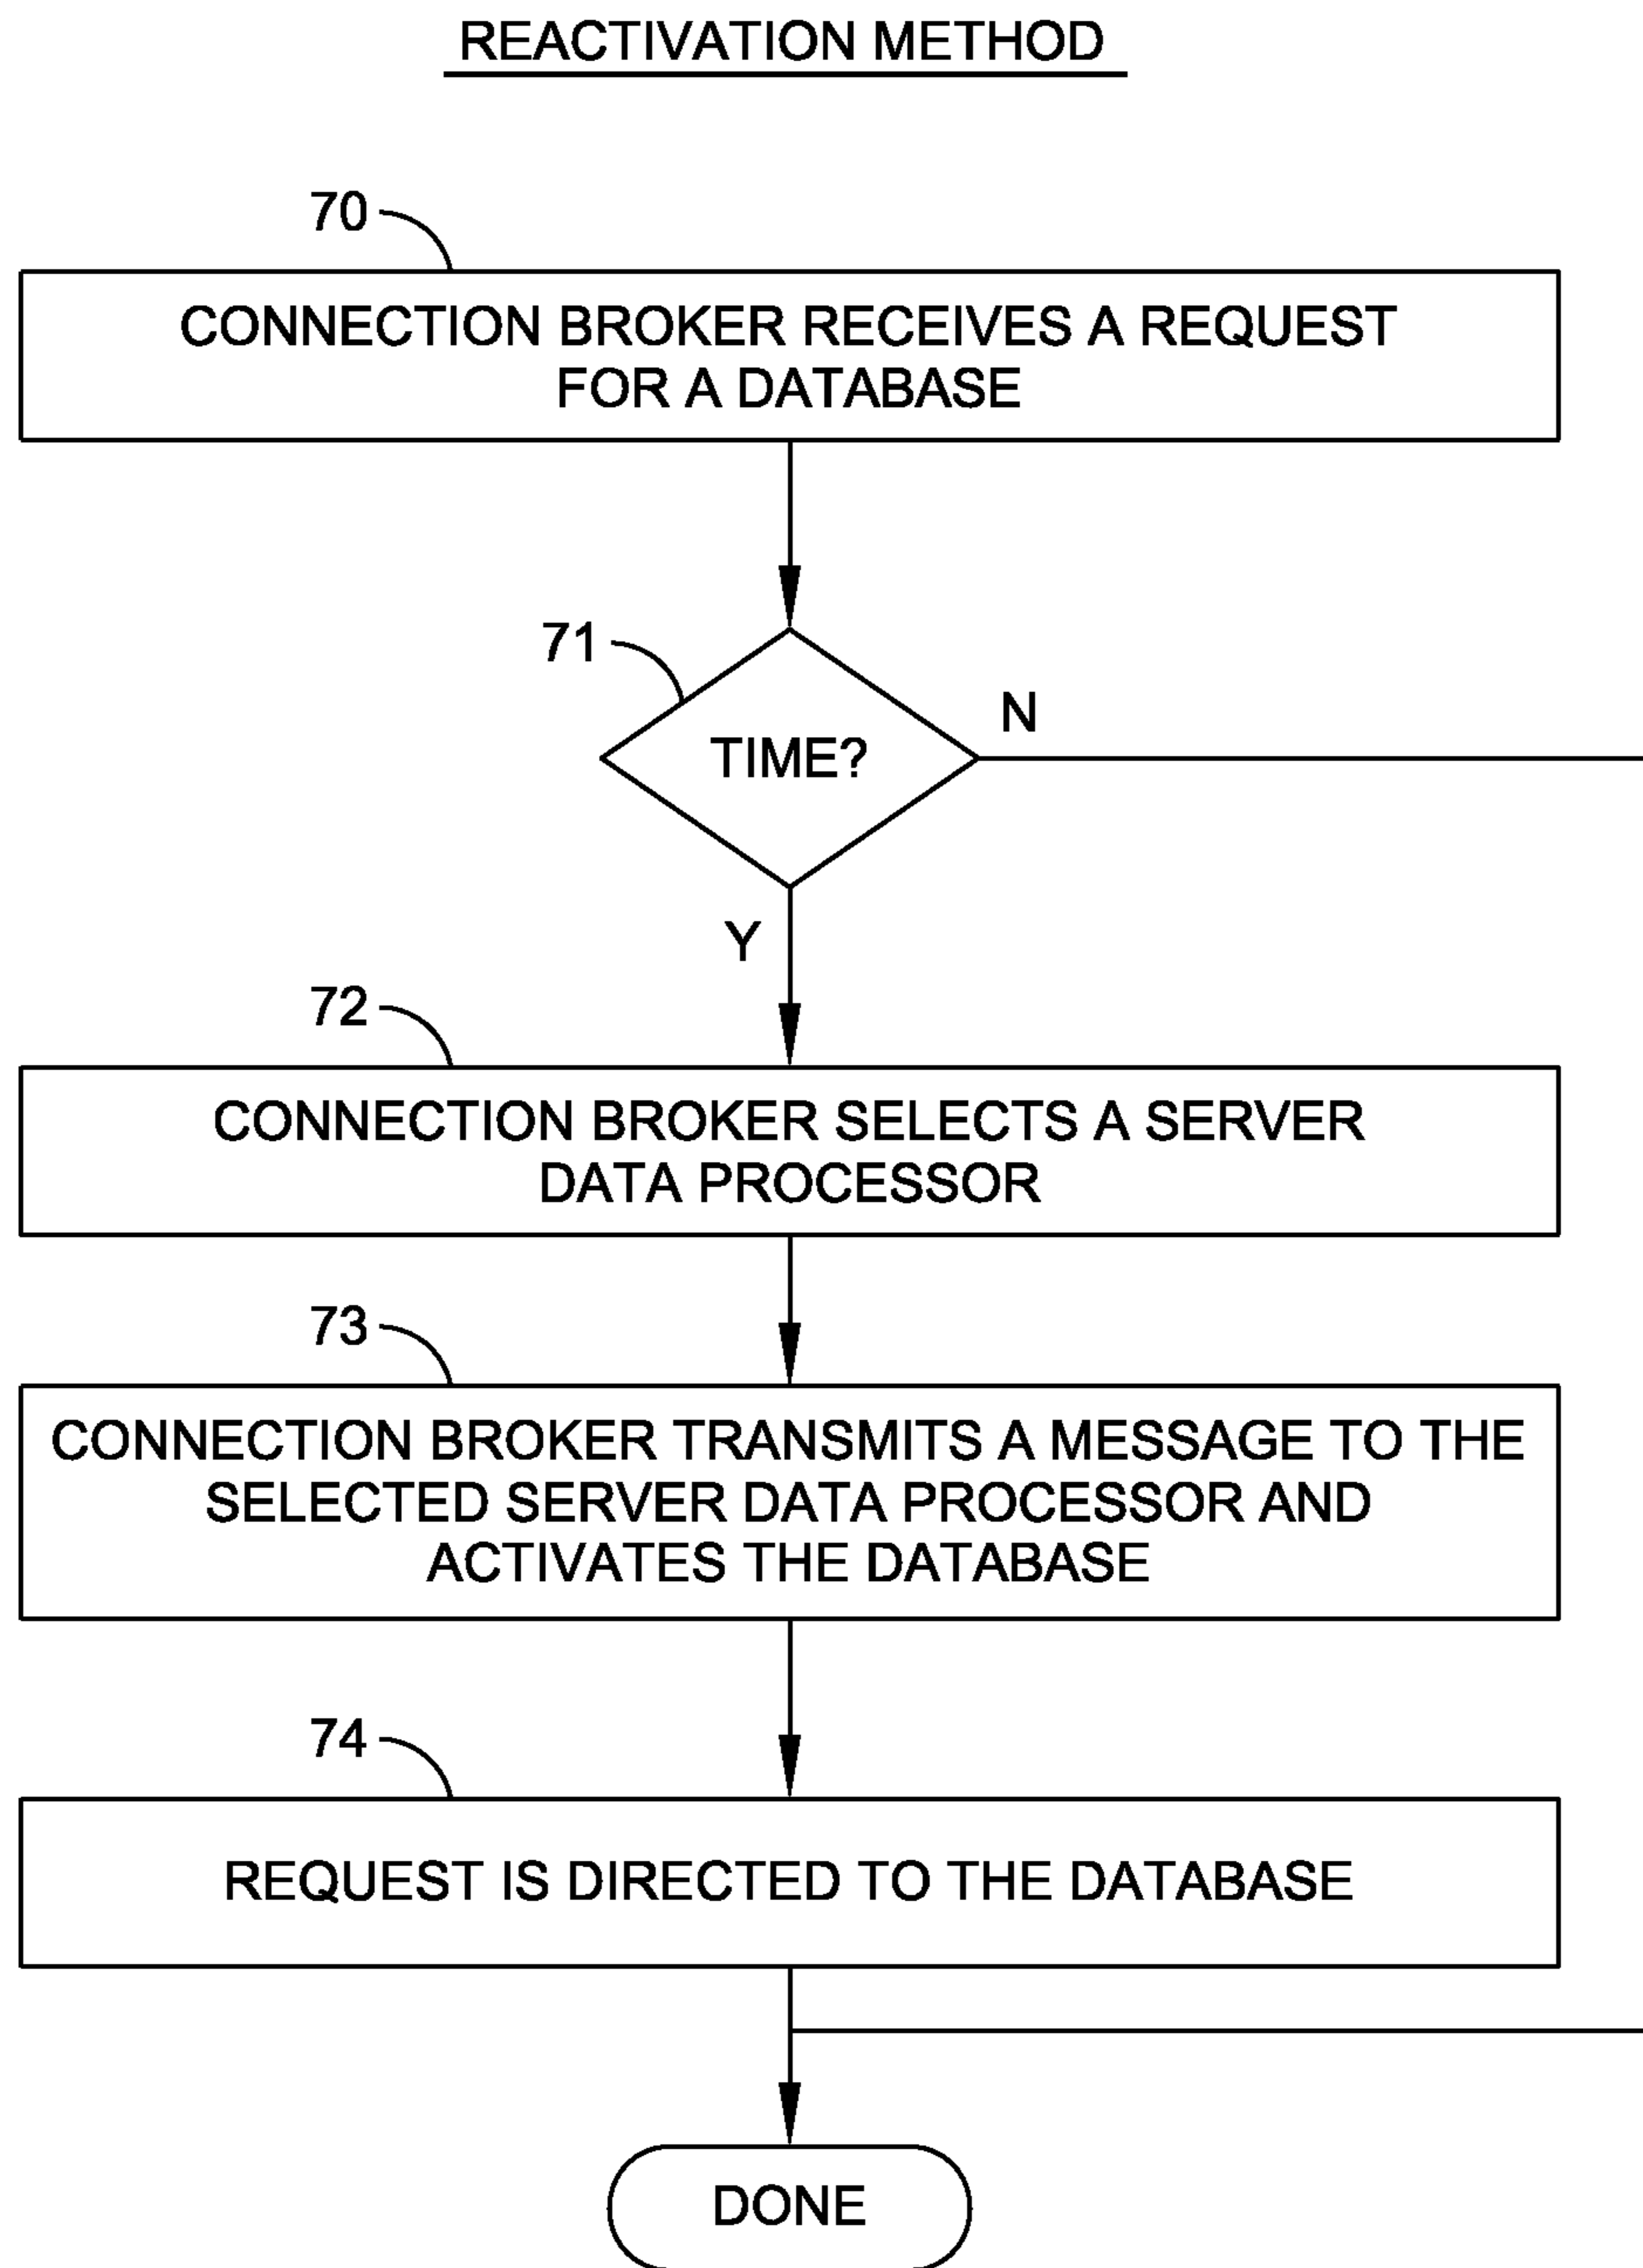 REACTIVATION METHOD
70
CONNECTION BROKER RECEIVES A REQUEST
FOR A DATABASE
71
TIME?
N
Y
72
CONNECTION BROKER SELECTS A SERVER
DATA PROCESSOR
73
CONNECTION BROKER TRANSMITS A MESSAGE TO THE
SELECTED SERVER DATA PROCESSOR AND
ACTIVATES THE DATABASE
74
REQUEST IS DIRECTED TO THE DATABASE
DONE